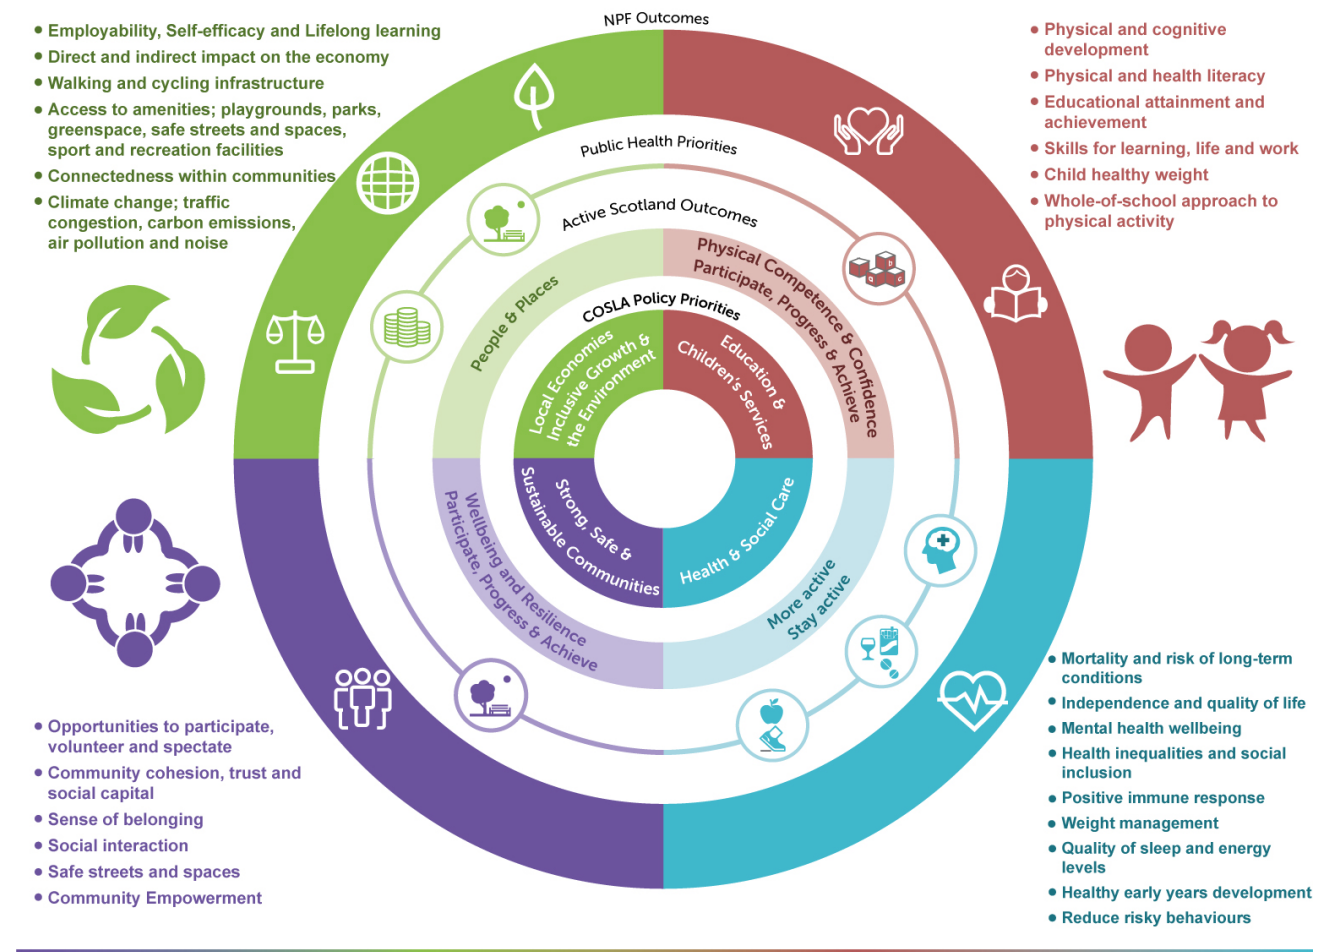 NPF Outcomes
• Employability, Self-efficacy and Lifelong learning
• Direct and indirect impact on the economy
• Walking and cycling infrastructure
• Access to amenities; playgrounds, parks,
greenspace, safe streets and spaces,
sport and recreation facilities
• Connectedness within communities
• Climate change; traffic
congestion, carbon emissions,
air pollution and noise
• Physical and cognitive
development
• Physical and health literacy
• Educational attainment and
achievement
• Skills for learning, life and work
• Child healthy weight
• Whole-of-school approach to
physical activity
Public Health Priorities
Active Scotland Outcomes
People & Places
Physical Competence & Confidence
Participate, Progress & Achieve
COSLA Policy Priorities
Local Economies
Inclusive Growth &
the Environment
Education &
Children's Services
Strong, Safe &
Sustainable Communities
Health & Social Care
Wellbeing and Resilience
Participate, Progress & Achieve
More active
Stay active
• Opportunities to participate,
volunteer and spectate
• Community cohesion, trust and
social capital
• Sense of belonging
• Social interaction
• Safe streets and spaces
• Community Empowerment
• Mortality and risk of long-term
conditions
• Independence and quality of life
• Mental health wellbeing
• Health inequalities and social
inclusion
• Positive immune response
• Weight management
• Quality of sleep and energy
levels
• Healthy early years development
• Reduce risky behaviours